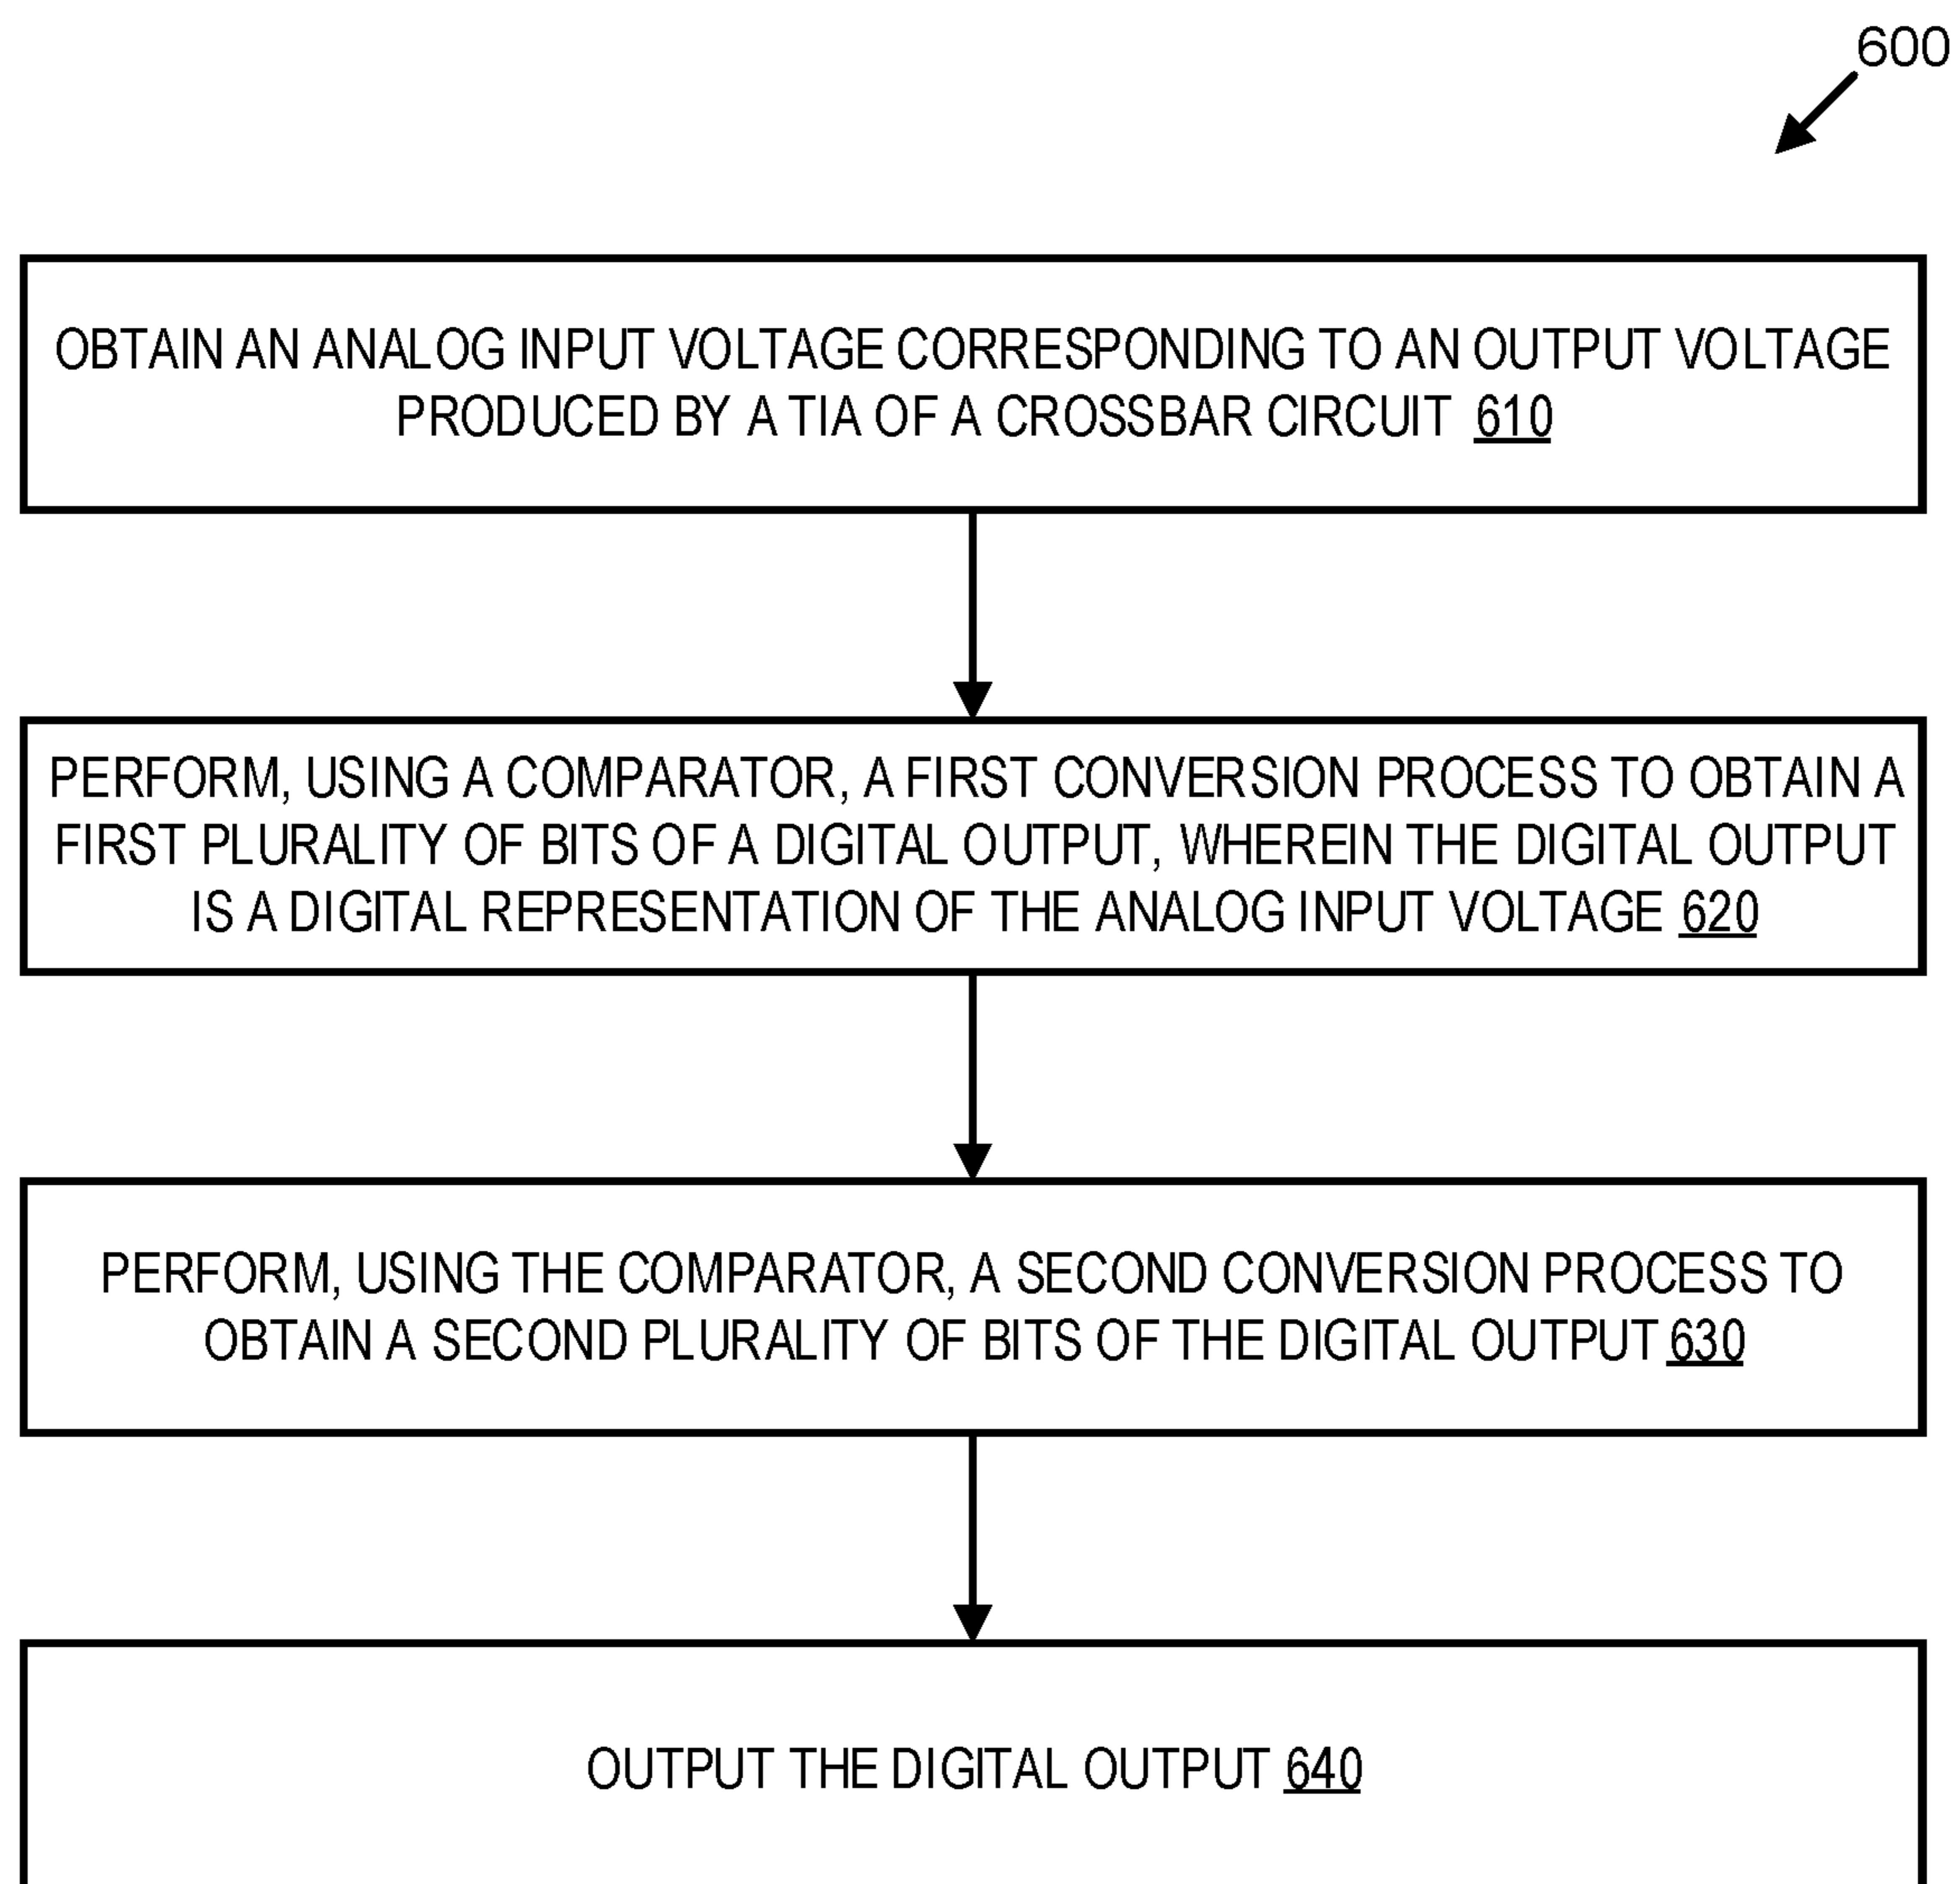 600
OBTAIN AN ANALOG INPUT VOLTAGE CORRESPONDING TO AN OUTPUT VOLTAGE
PRODUCED BY A TIA OF A CROSSBAR CIRCUIT 610
PERFORM, USING A COMPARATOR, A FIRST CONVERSION PROCESS TO OBTAIN A
FIRST PLURALITY OF BITS OF A DIGITAL OUTPUT, WHEREIN THE DIGITAL OUTPUT
IS A DIGITAL REPRESENTATION OF THE ANALOG INPUT VOLTAGE 620
PERFORM, USING THE COMPARATOR, A SECOND CONVERSION PROCESS TO
OBTAIN A SECOND PLURALITY OF BITS OF THE DIGITAL OUTPUT 630
OUTPUT THE DIGITAL OUTPUT 640